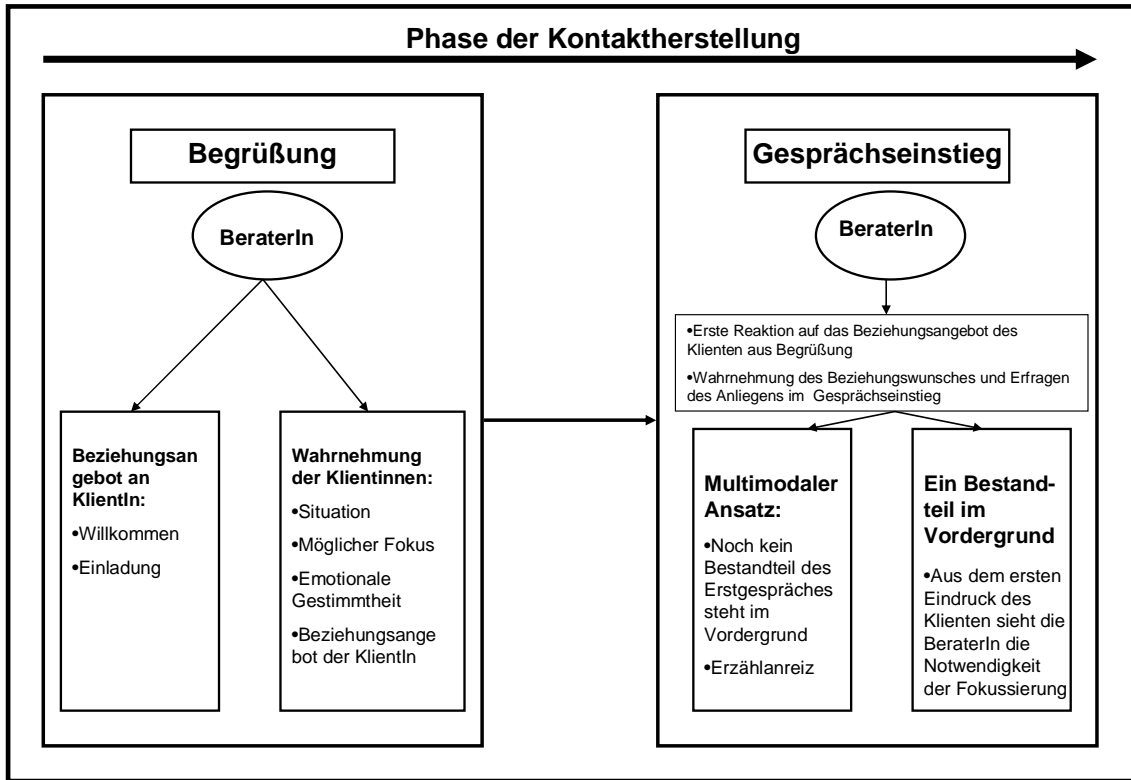 Phase der Kontaktherstellung
Begrüßung
BeraterIn
Beziehungsan
gebot an
KlientIn:
•Willkommen
•Einladung
Wahrnehmung
der Klientinnen:
•Situation
•Möglicher Fokus
•Emotionale
Gestimmtheit
•Beziehungsange
bot der KlientIn
Gesprächseinstieg
BeraterIn
•Erste Reaktion auf das Beziehungsangebot des
Klienten aus Begrüßung
•Wahrnehmung des Beziehungswunsches und Erfragen
des Anliegens im Gesprächseinstieg
Multimodaler
Ansatz:
•Noch kein
Bestandteil des
Erstgespräches
steht im
Vordergrund
•Erzählanreiz
Ein Bestand-
teil im
Vordergrund
•Aus dem ersten
Eindruck des
Klienten sieht die
BeraterIn die
Notwendigkeit
der Fokussierung